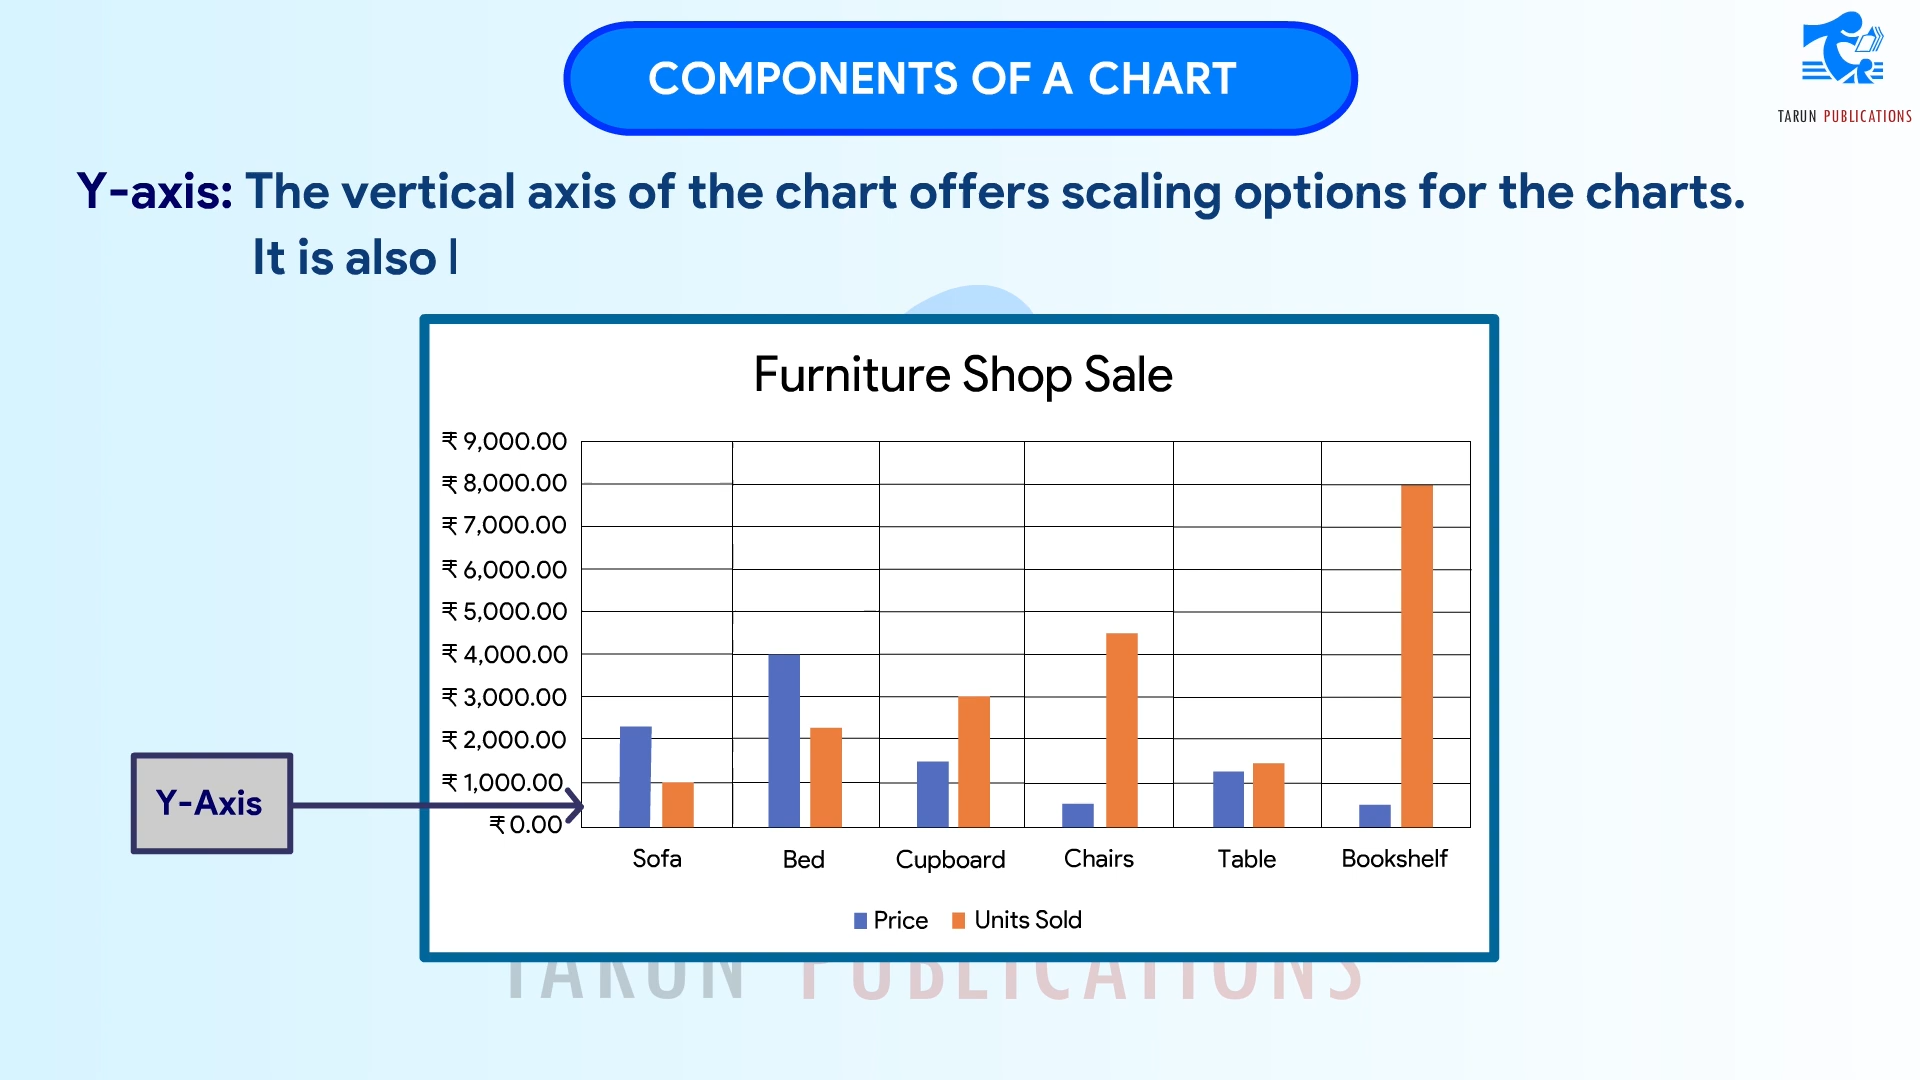 COMPONENTS OF A CHART
TARUN PUBLICATIONS
Y-axis: The vertical axis of the chart offers scaling options for the charts.
It is also
Furniture Shop Sale
₹ 9,000.00
₹ 8,000.00
₹ 7,000.00
₹ 6,000.00
₹ 5,000.00
₹ 4,000.00
₹ 3,000.00
₹ 2,000.00
₹ 1,000.00
₹ 0.00
Y-Axis
Sofa Bed Cupboard Chairs Table Bookshelf
Price Units Sold
TARUN PUBLICATIONS